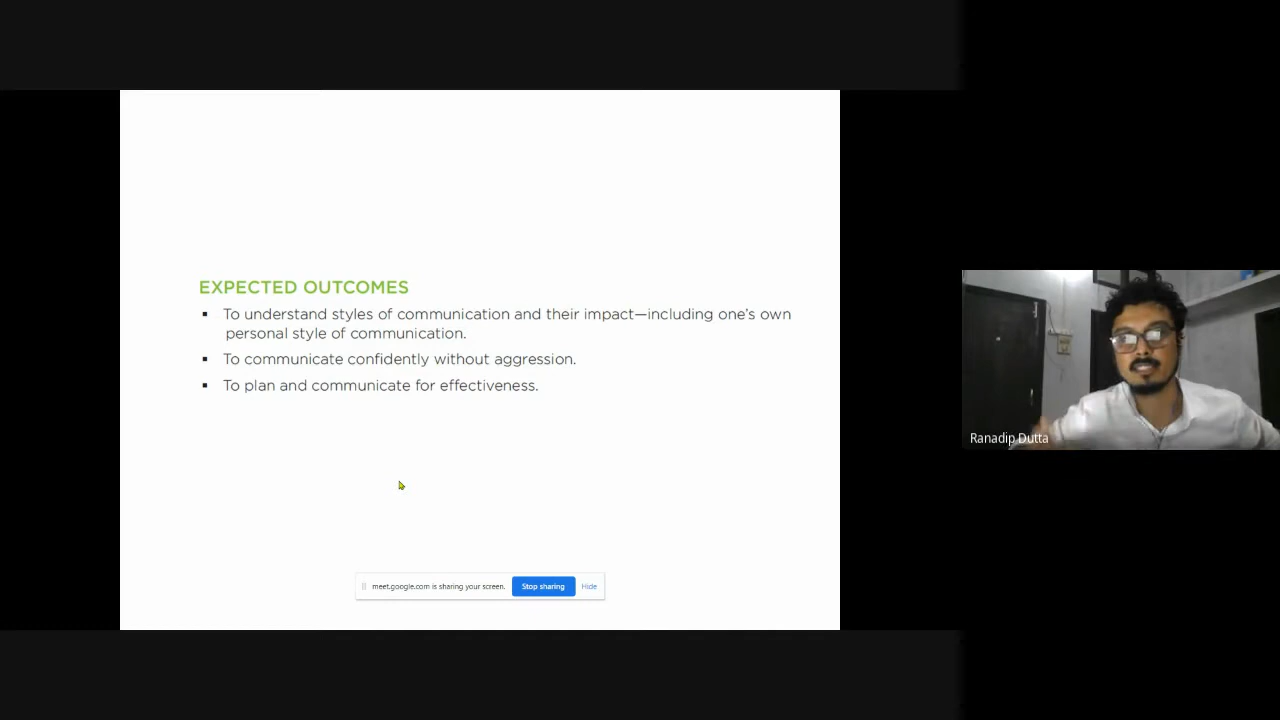 EXPECTED OUTCOMES
▪ To understand styles of communication and their impact—including one's own
personal style of communication.
▪ To communicate confidently without aggression.
▪ To plan and communicate for effectiveness.
meet.google.com is sharing your screen. Stop sharing Hide
Ranadip Dutta